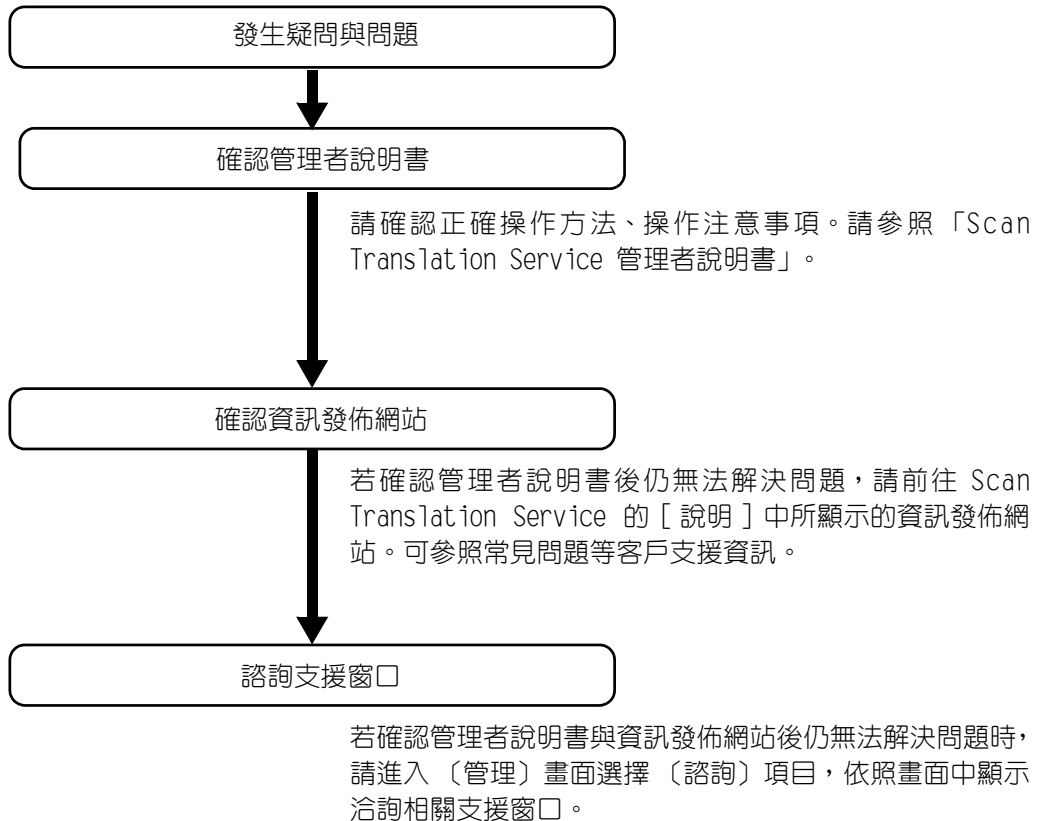 發生疑問與問題
確認管理者說明書
請確認正確操作方法、操作注意事項。請參照「Scan
Translation Service 管理者說明書」。
確認資訊發佈網站
若確認管理者說明書後仍無法解決問題，請前往 Scan
Translation Service 的 [ 說明 ] 中所顯示的資訊發佈網
站。可參照常見問題等客戶支援資訊。
諮詢支援窗口
若確認管理者說明書與資訊發佈網站後仍無法解決問題時，
請進入 〔管理〕畫面選擇 〔諮詢〕項目，依照畫面中顯示
洽詢相關支援窗口。